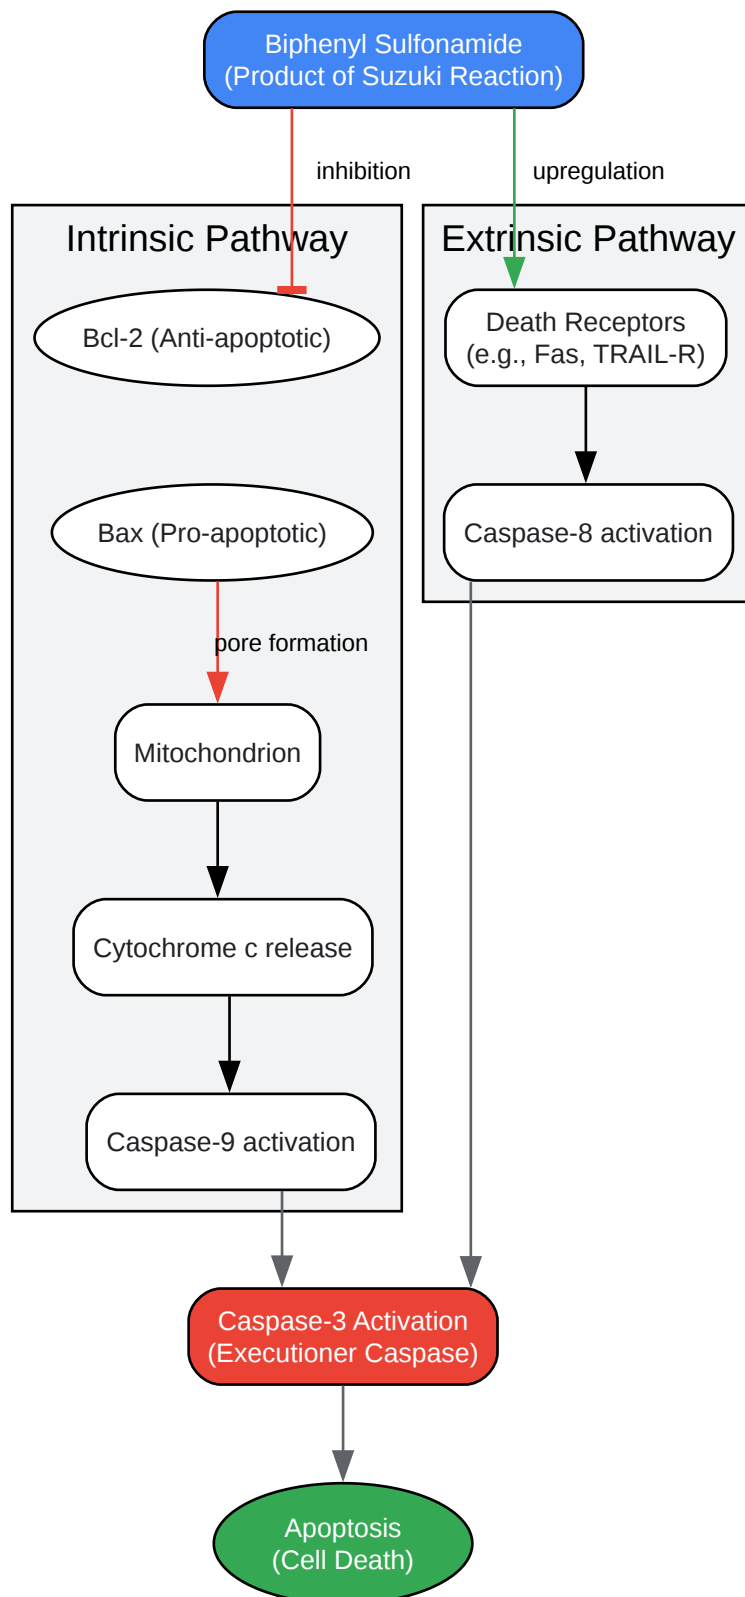 Biphenyl Sulfonamide
(Product of Suzuki Reaction)
inhibition
upregulation
Intrinsic Pathway
Extrinsic Pathway
Bcl-2 (Anti-apoptotic)
Death Receptors
(e.g., Fas, TRAIL-R)
Bax (Pro-apoptotic)
Caspase-8 activation
pore formation
Mitochondrion
Cytochrome c release
Caspase-9 activation
Caspase-3 Activation
(Executioner Caspase)
Apoptosis
(Cell Death)